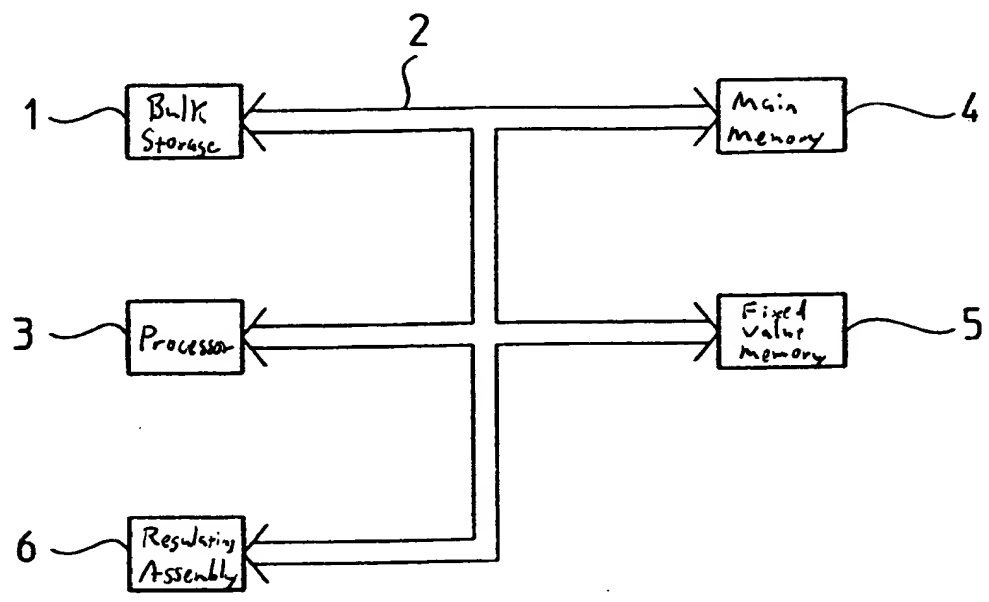 2
1
Bulk
Storage
Main
Memory
4
3
Processor
Fixed
Value
memory
5
6
Regulating
Assembly